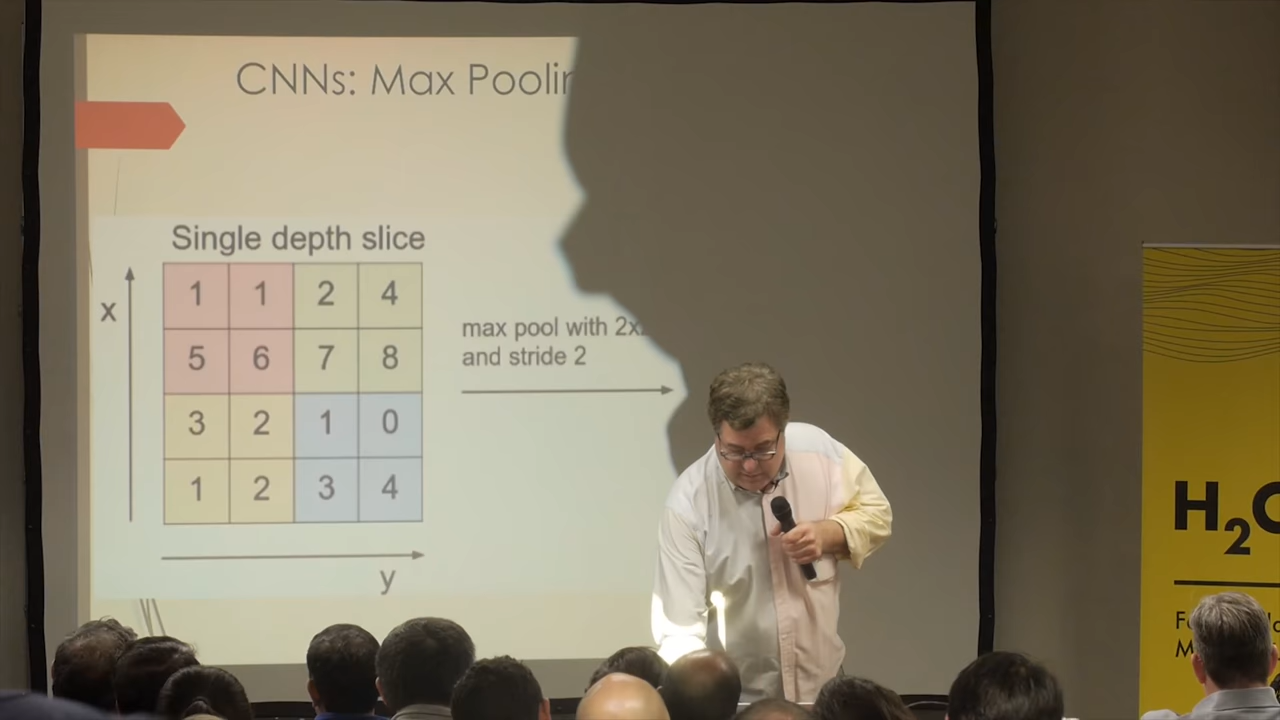 CNNs: Max Poolin
Single depth slice
x
1 1 2 4
5 6 7 8
3 2 1 0
1 2 3 4
y
max pool with 2x
and stride 2
H2O